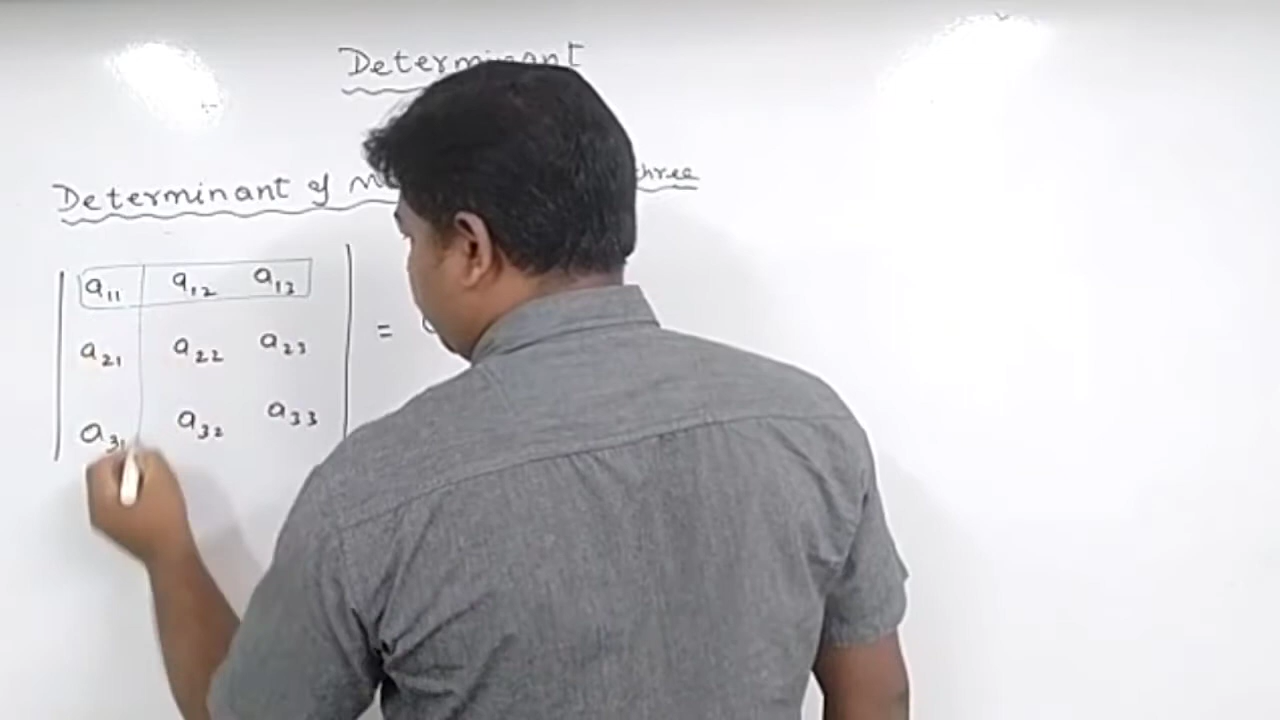 Determinant
Determinant of three
a₁₁ a₁₂ a₁₃
a₂₁ a₂₂ a₂₃ =
a₃₁ a₃₂ a₃₃